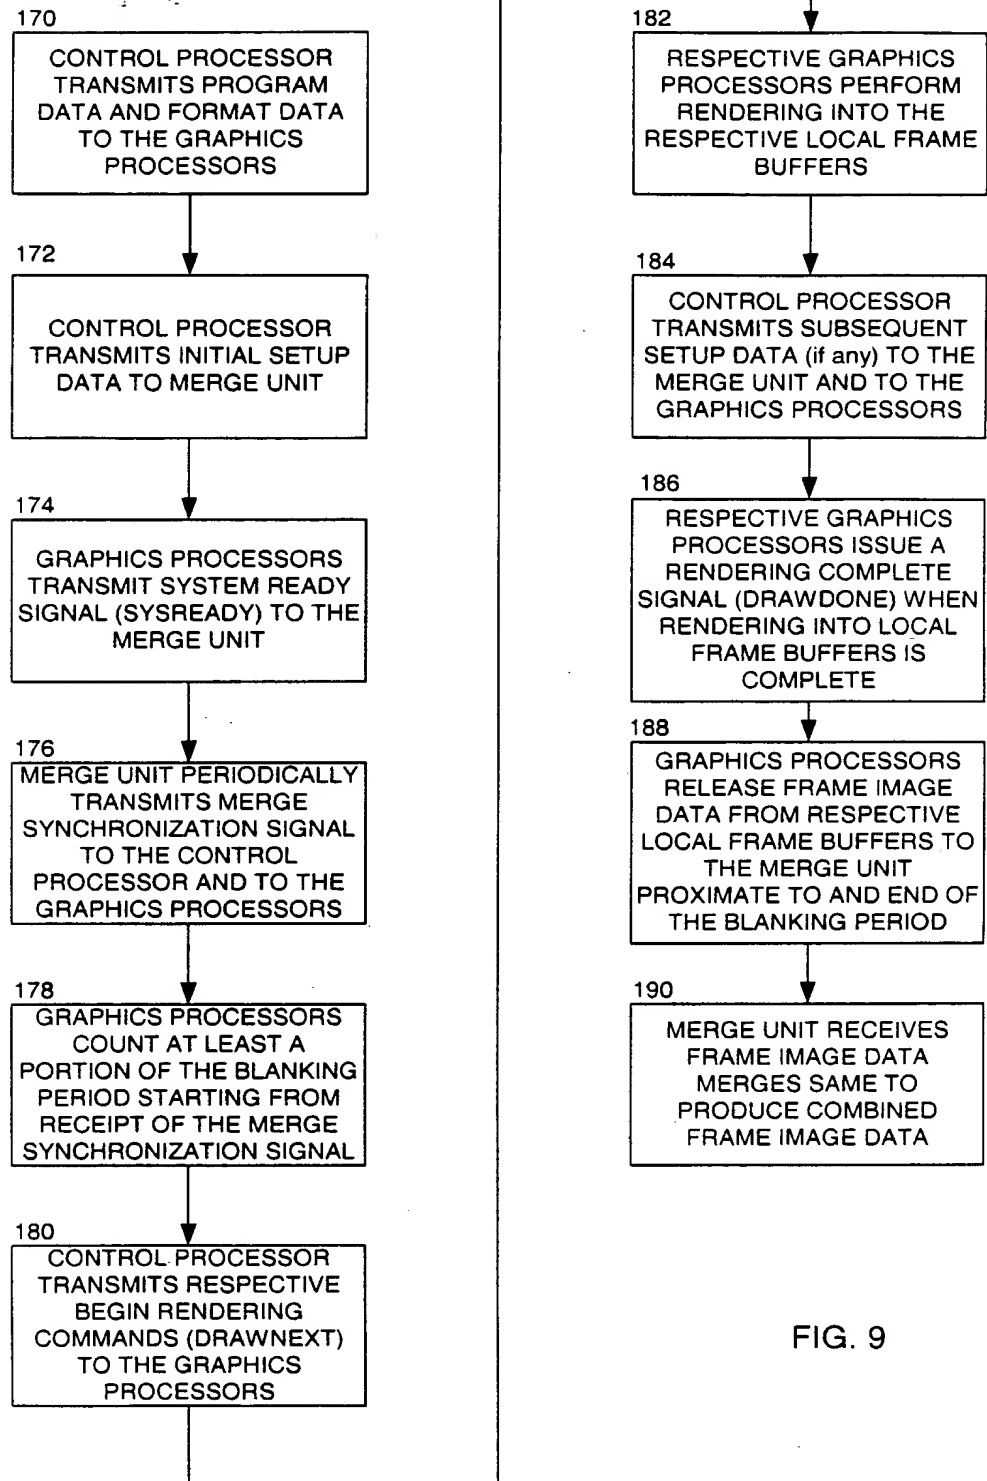 170
CONTROL PROCESSOR
TRANSMITS PROGRAM
DATA AND FORMAT DATA
TO THE GRAPHICS
PROCESSORS
172
CONTROL PROCESSOR
TRANSMITS INITIAL SETUP
DATA TO MERGE UNIT
174
GRAPHICS PROCESSORS
TRANSMIT SYSTEM READY
SIGNAL (SYSREADY) TO THE
MERGE UNIT
176
MERGE UNIT PERIODICALLY
TRANSMITS MERGE
SYNCHRONIZATION SIGNAL
TO THE CONTROL
PROCESSOR AND TO THE
GRAPHICS PROCESSORS
178
GRAPHICS PROCESSORS
COUNT AT LEAST A
PORTION OF THE BLANKING
PERIOD STARTING FROM
RECEIPT OF THE MERGE
SYNCHRONIZATION SIGNAL
180
CONTROL PROCESSOR
TRANSMITS RESPECTIVE
BEGIN RENDERING
COMMANDS (DRAWNEXT)
TO THE GRAPHICS
PROCESSORS
182
RESPECTIVE GRAPHICS
PROCESSORS PERFORM
RENDERING INTO THE
RESPECTIVE LOCAL FRAME
BUFFERS
184
CONTROL PROCESSOR
TRANSMITS SUBSEQUENT
SETUP DATA (if any) TO THE
MERGE UNIT AND TO THE
GRAPHICS PROCESSORS
186
RESPECTIVE GRAPHICS
PROCESSORS ISSUE A
RENDERING COMPLETE
SIGNAL (DRAWDONE) WHEN
RENDERING INTO LOCAL
FRAME BUFFERS IS
COMPLETE
188
GRAPHICS PROCESSORS
RELEASE FRAME IMAGE
DATA FROM RESPECTIVE
LOCAL FRAME BUFFERS TO
THE MERGE UNIT
PROXIMATE TO AND END OF
THE BLANKING PERIOD
190
MERGE UNIT RECEIVES
FRAME IMAGE DATA
MERGES SAME TO
PRODUCE COMBINED
FRAME IMAGE DATA
FIG. 9